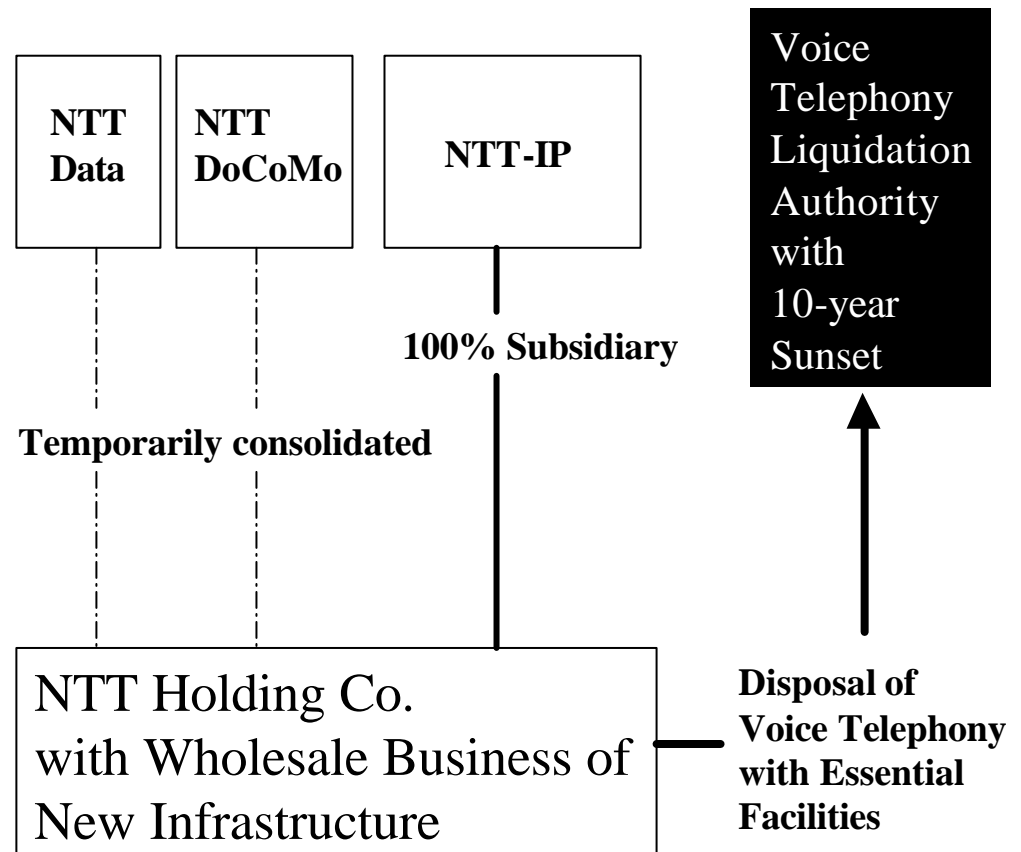 NTT
Data
NTT
DoCoMo
NTT-IP
Voice
Telephony
Liquidation
Authority
with
10-year
Sunset
100% Subsidiary
Temporarily consolidated
NTT Holding Co.
with Wholesale Business of
New Infrastructure
Disposal of
Voice Telephony
with Essential
Facilities